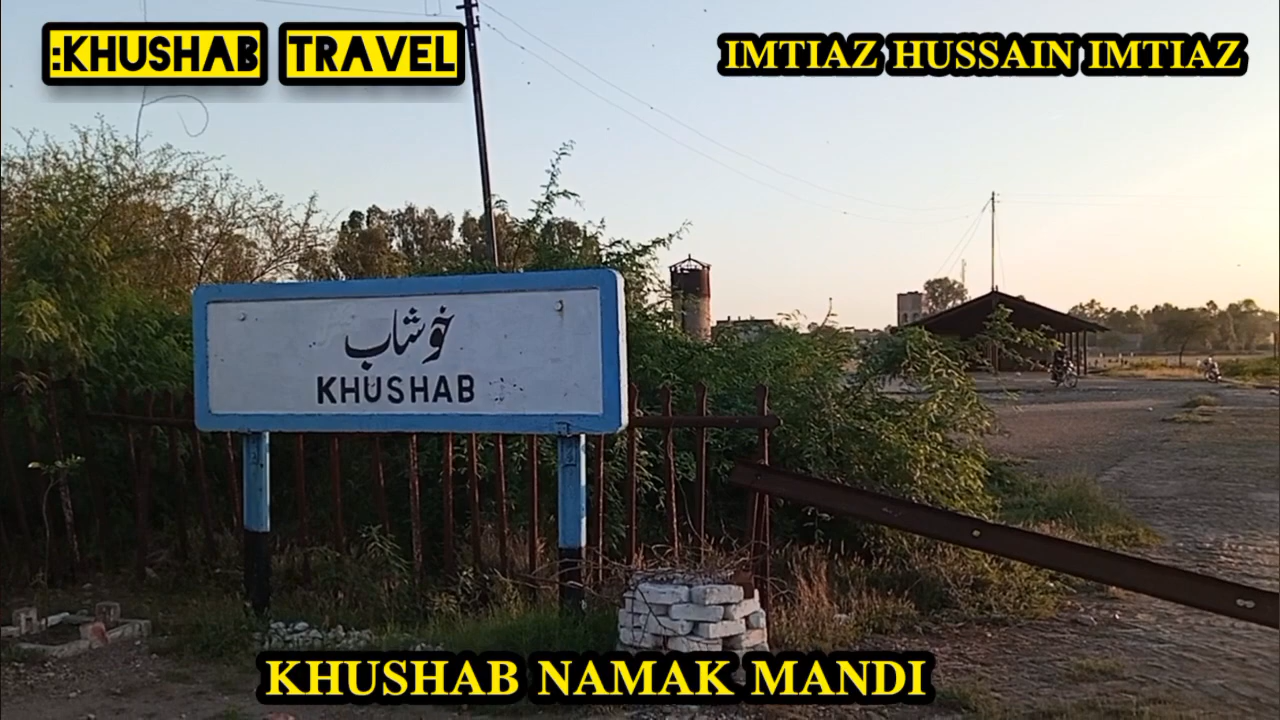 :KHUSHAB TRAVEL
IMTIAZ HUSSAIN IMTIAZ
خوشاب
KHUSHAB
KHUSHAB NAMAK MANDI